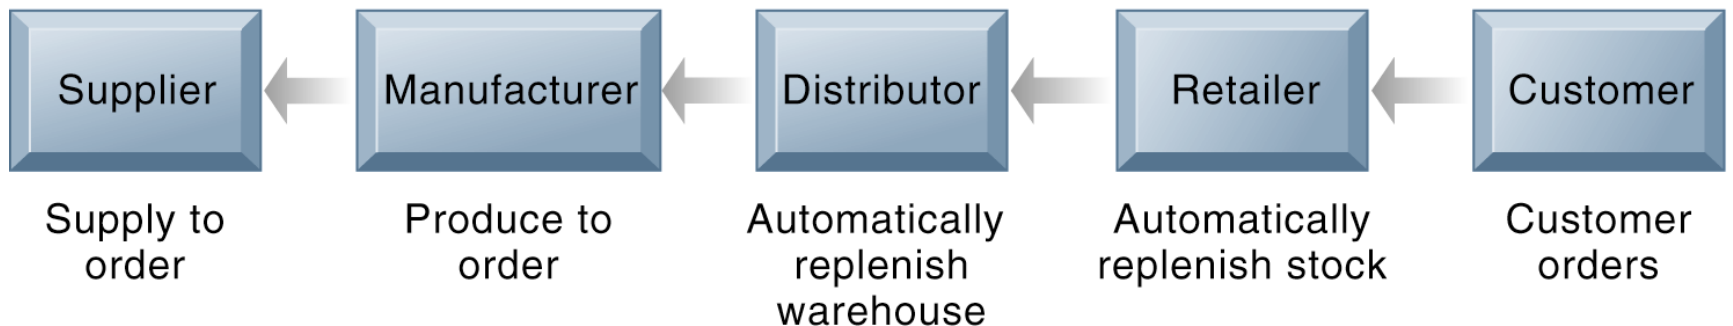 Supplier
Manufacturer
Distributor
Retailer
Customer
Supply to
order
Produce to
order
Automatically
replenish
warehouse
Automatically
replenish stock
Customer
orders